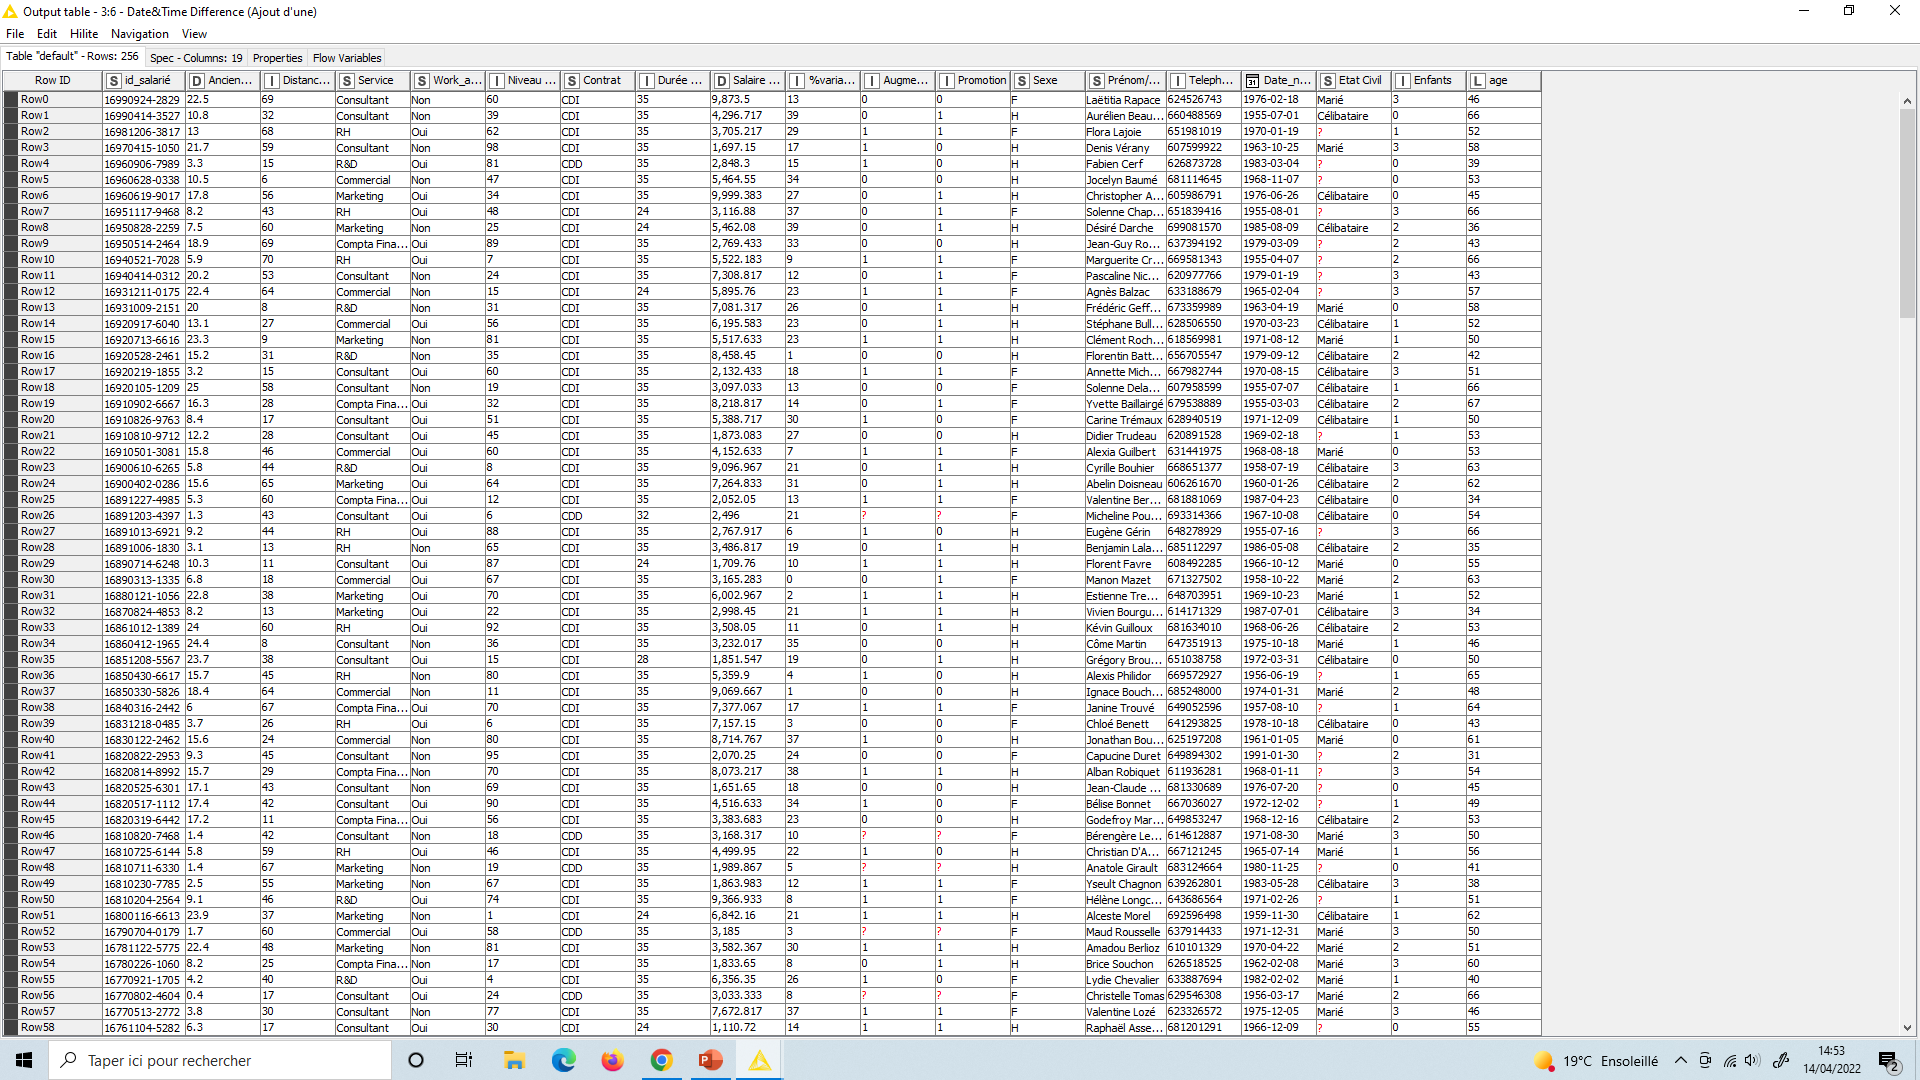 Output table - 3:6 - Date&Time Difference (Ajout d'une)
File Edit Hilite Navigation View
Table "default" - Rows: 256 Spec - Columns: 19 Properties Flow Variables
Row ID S id_salarié D Ancien... I Distanc... S Service S Work_a... I Niveau ... S Contrat I Durée ... D Salaire ... I %varia... I Augme... I Promotion S Sexe S Prénom/... I Teleph... 31 Date_n... S Etat Civil I Enfants L age
Row0 16990924-2829 22.5 69 Consultant Non 60 CDI 35 9,873.5 13 0 0 F Laëtitia Rapace 624526743 1976-02-18 Marié 3 46
Row1 16990414-3527 10.8 32 Consultant Non 39 CDI 35 4,296.717 39 0 1 H Aurélien Beau... 660488569 1955-07-01 Célibataire 0 66
Row2 16981206-3817 13 68 RH Oui 62 CDI 35 3,705.217 29 1 1 F Flora Lajoie 651981019 1970-01-19 ? 1 52
Row3 16970415-1050 21.7 59 Consultant Non 98 CDI 35 1,697.15 17 1 0 H Denis Vérany 607599922 1963-10-25 Marié 3 58
Row4 16960906-7989 3.3 15 R&D Oui 81 CDD 35 2,848.3 15 1 0 H Fabien Cerf 626873728 1983-03-04 ? 0 39
Row5 16960628-0338 10.5 6 Commercial Non 47 CDI 35 5,464.55 34 0 0 H Jocelyn Baumé 681114645 1968-11-07 ? 0 53
Row6 16960619-9017 17.8 56 Marketing Oui 34 CDI 35 9,999.383 27 0 1 H Christopher A... 605986791 1976-06-26 Célibataire 0 45
Row7 16951117-9468 8.2 43 RH Oui 48 CDI 24 3,116.88 37 0 1 F Solenne Chap... 651839416 1955-08-01 ? 3 66
Row8 16950828-2259 7.5 60 Marketing Non 25 CDI 24 5,462.08 39 0 1 H Désiré Darche 699081570 1985-08-09 Célibataire 2 36
Row9 16950514-2464 18.9 69 Compta Fina... Oui 89 CDI 35 2,769.433 33 0 0 H Jean-Guy Ro... 637394192 1979-03-09 ? 2 43
Row10 16940521-7028 5.9 70 RH Oui 7 CDI 35 5,522.183 9 0 1 F Marguerite Cr... 669581343 1955-04-07 ? 2 66
Row11 16940414-0312 20.2 53 Consultant Non 24 CDI 35 7,308.817 12 0 1 F Pascaline Nic... 620977766 1979-01-19 ? 3 43
Row12 16931211-0175 22.4 64 Commercial Non 15 CDI 24 5,895.76 23 1 1 F Agnès Balzac 633188679 1965-02-04 ? 3 57
Row13 16931009-2151 20 8 R&D Non 31 CDI 35 7,081.317 26 0 1 H Frédéric Geff... 673359989 1963-04-19 Marié 0 58
Row14 16920917-6040 13.1 27 Commercial Oui 56 CDI 35 6,195.583 23 0 1 H Stéphane Bull... 628506550 1970-03-23 Célibataire 1 52
Row15 16920713-6616 23.3 9 Marketing Non 81 CDI 35 5,517.633 23 1 1 H Clément Roch... 618569981 1971-08-12 Marié 1 50
Row16 16920528-2461 15.2 31 R&D Non 35 CDI 35 8,458.45 1 0 0 H Florentin Batt... 656705547 1979-09-12 Célibataire 2 42
Row17 16920219-1855 3.2 15 Consultant Oui 60 CDI 35 2,132.433 18 1 1 F Annette Mich... 667982744 1970-08-15 Célibataire 3 51
Row18 16920105-1209 25 58 Consultant Non 19 CDI 35 3,097.033 13 0 0 F Solenne Dela... 607958599 1955-07-07 Célibataire 1 66
Row19 16910902-6667 16.3 28 Compta Fina... Oui 32 CDI 35 8,218.817 14 0 1 F Yvette Baillairgé 679538889 1955-03-03 Célibataire 2 67
Row20 16910826-9763 8.4 17 Consultant Oui 51 CDI 35 5,388.717 30 1 0 F Carine Trémaux 628940519 1971-12-09 Célibataire 1 50
Row21 16910810-9712 12.2 28 Consultant Oui 45 CDI 35 1,873.083 27 0 0 H Didier Trudeau 620891528 1969-02-18 ? 1 53
Row22 16910501-3081 15.8 46 Commercial Oui 60 CDI 35 4,152.633 7 1 1 F Alexia Guilbert 631441975 1968-08-18 Marié 0 53
Row23 16900610-6265 5.8 44 R&D Oui 8 CDI 35 9,096.967 21 0 1 H Cyrille Bouhier 668651377 1958-07-19 Célibataire 3 63
Row24 16900402-0286 15.6 65 Marketing Oui 64 CDI 35 7,264.833 31 0 1 H Abelin Doisneau 606261670 1960-01-26 Célibataire 2 62
Row25 16891227-4985 5.3 60 Compta Fina... Oui 12 CDI 35 2,052.05 13 1 1 F Valentine Ber... 681881069 1987-04-23 Célibataire 0 34
Row26 16891203-4397 1.3 43 Consultant Oui 6 CDD 32 2,496 21 ? ? F Micheline Pou... 693314366 1967-10-08 Célibataire 0 54
Row27 16891013-6921 9.2 44 RH Oui 88 CDI 35 2,767.917 6 1 0 H Eugène Gérin 648278929 1955-07-16 ? 3 66
Row28 16891006-1830 3.1 13 RH Non 65 CDI 35 3,486.817 19 0 1 H Benjamin Lala... 685112297 1986-05-08 Célibataire 2 35
Row29 16890714-6248 10.3 11 Consultant Oui 87 CDI 24 1,709.76 10 1 1 H Florent Favre 608492285 1966-10-12 Marié 0 55
Row30 16890313-1335 6.8 18 Commercial Oui 67 CDI 35 3,165.283 0 0 1 F Manon Mazet 671327502 1958-10-22 Marié 2 63
Row31 16880121-1056 22.8 38 Marketing Oui 70 CDI 35 6,002.967 2 1 1 H Estienne Tre... 648703951 1969-10-23 Marié 1 52
Row32 16870824-4853 8.2 13 Marketing Oui 22 CDI 35 2,998.45 21 1 1 H Vivien Bourgu... 614171329 1987-07-01 Célibataire 3 34
Row33 16861012-1389 24 60 RH Oui 92 CDI 35 3,508.05 11 0 1 H Kévin Guilloux 681634010 1968-06-26 Célibataire 2 53
Row34 16860412-1965 24.4 8 Consultant Non 36 CDI 35 3,232.017 35 0 0 H Côme Martin 647351913 1975-10-18 Marié 1 46
Row35 16851208-5567 23.7 38 Consultant Oui 15 CDI 28 1,851.547 19 0 1 H Grégory Brou... 651038758 1972-03-31 Célibataire 0 50
Row36 16850430-6617 15.7 45 RH Non 80 CDI 35 5,359.9 4 1 0 H Alexis Philidor 669572927 1956-06-19 ? 1 65
Row37 16850330-5826 18.4 64 Commercial Non 11 CDI 35 9,069.667 1 0 0 H Ignace Bouch... 685248000 1974-01-31 Marié 2 48
Row38 16840316-2442 6 67 Compta Fina... Oui 70 CDI 35 7,377.067 17 1 1 F Janine Trouvé 649052596 1957-08-10 ? 1 64
Row39 16831218-0485 3.7 26 RH Oui 6 CDI 35 7,157.15 3 0 0 F Chloé Benett 641293825 1978-10-18 Célibataire 0 43
Row40 16830122-2462 15.6 24 Commercial Non 80 CDI 35 8,714.767 37 1 0 H Jonathan Bou... 625197208 1961-01-05 Marié 0 61
Row41 16820822-2953 9.3 45 Consultant Non 95 CDI 35 2,070.25 24 0 0 F Capucine Duret 649894302 1991-01-30 ? 2 31
Row42 16820814-8992 15.7 29 Compta Fina... Non 70 CDI 35 8,073.217 38 1 1 H Alban Robiquet 611936281 1968-01-11 ? 3 54
Row43 16820525-6301 17.1 43 Consultant Non 69 CDI 35 1,651.65 18 0 0 H Jean-Claude ... 681330689 1976-07-20 ? 0 45
Row44 16820517-1112 17.4 42 Consultant Oui 90 CDI 35 4,516.633 34 1 0 F Bélise Bonnet 667036027 1972-12-02 ? 1 49
Row45 16820319-6442 17.2 11 Compta Fina... Oui 56 CDI 35 3,383.683 23 0 0 H Godefroy Mar... 649853247 1968-12-16 Célibataire 2 53
Row46 16810820-7468 1.4 42 Consultant Non 18 CDD 35 3,168.317 10 ? ? F Bérengère Le... 614612887 1971-08-30 Marié 3 50
Row47 16810725-6144 5.8 59 RH Oui 46 CDI 35 4,499.95 22 1 0 H Christian D'A... 667121245 1965-07-14 Marié 1 56
Row48 16810711-6330 1.4 67 Marketing Non 19 CDD 35 1,989.867 5 ? ? H Anatole Girault 683124664 1980-11-25 ? 0 41
Row49 16810230-7785 2.5 55 Marketing Non 67 CDI 35 1,863.983 12 1 1 F Yseult Chagnon 639262801 1983-05-28 Célibataire 3 38
Row50 16810204-2564 9.1 46 R&D Oui 74 CDI 35 9,366.933 8 1 1 F Hélène Longc... 643686564 1971-02-26 ? 1 51
Row51 16800116-6613 23.9 37 Marketing Non 1 CDI 24 6,842.16 21 1 1 H Alceste Morel 692596498 1959-11-30 Célibataire 1 62
Row52 16790704-0179 1.7 60 Commercial Oui 58 CDD 35 3,185 3 ? ? F Maud Rousselle 637914433 1971-12-31 Marié 3 50
Row53 16781122-5775 22.4 48 Marketing Non 81 CDI 35 3,582.367 30 1 1 H Amadou Berlioz 610101329 1970-04-22 Marié 2 51
Row54 16780226-1060 8.2 25 Compta Fina... Non 17 CDI 35 1,833.65 8 0 1 H Brice Souchon 626518525 1962-02-08 Marié 3 60
Row55 16770921-1705 4.2 40 R&D Oui 4 CDI 35 6,356.35 26 1 0 F Lydie Chevalier 633887694 1982-02-02 Marié 1 40
Row56 16770802-4604 0.4 17 Consultant Oui 24 CDD 35 3,033.333 8 ? ? F Christelle Tomas 629546308 1956-03-17 Marié 2 66
Row57 16770513-2772 3.8 30 Consultant Non 77 CDI 35 7,672.817 37 1 1 F Valentine Lozé 623326572 1975-12-05 Marié 3 46
Row58 16761104-5282 6.3 17 Consultant Oui 30 CDI 24 1,110.72 14 1 1 H Raphaël Asse... 681201291 1966-12-09 ? 0 55
Taper ici pour rechercher 19°C Ensoleillé 14:53
14/04/2022 2